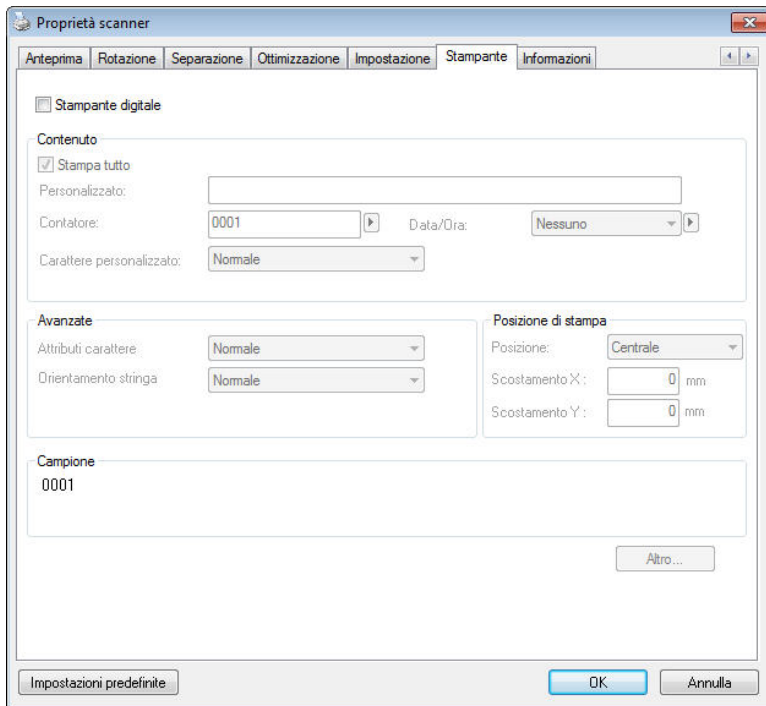 Proprietà scanner
Anteprima Rotazione Separazione Ottimizzazione Impostazione Stampante Informazioni
Stampante digitale
Contenuto
Stampa tutto
Personalizzato:
Contatore: 0001 Data/Ora: Nessuno
Carattere personalizzato: Normale
Avanzate Posizione di stampa
Attributi carattere Normale Posizione: Centrale
Orientamento stringa Normale Scostamento X : 0 mm
Scostamento Y : 0 mm
Campione
0001
Altro...
Impostazioni predefinite OK Annulla